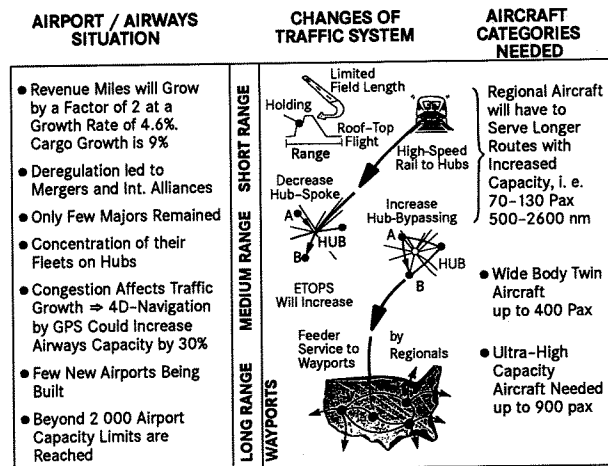 AIRPORT / AIRWAYS
SITUATION
CHANGES OF
TRAFFIC SYSTEM
AIRCRAFT
CATEGORIES
NEEDED
● Revenue Miles will Grow
by a Factor of 2 at a
Growth Rate of 4.6%.
Cargo Growth is 9%
● Deregulation led to
Mergers and Int. Alliances
● Only Few Majors Remained
● Concentration of their
Fleets on Hubs
● Congestion Affects Traffic
Growth ⇒ 4D-Navigation
by GPS Could Increase
Airways Capacity by 30%
● Few New Airports Being
Built
● Beyond 2 000 Airport
Capacity Limits are
Reached
SHORT RANGE
MEDIUM RANGE
LONG RANGE
Limited
Field Length
Holding
Roof-Top
Flight
Range
High-Speed
Rail to Hubs
Decrease
Hub-Spoke
A
HUB
B
Increase
Hub-Bypassing
A
HUB
B
ETOPS
Will Increase
Feeder
Service to
Wayports
by
Regionals
WAYPORTS
Regional Aircraft
will have to
Serve Longer
Routes with
Increased
Capacity, i. e.
70-130 Pax
500-2600 nm
● Wide Body Twin
Aircraft
up to 400 Pax
● Ultra-High
Capacity
Aircraft Needed
up to 900 pax